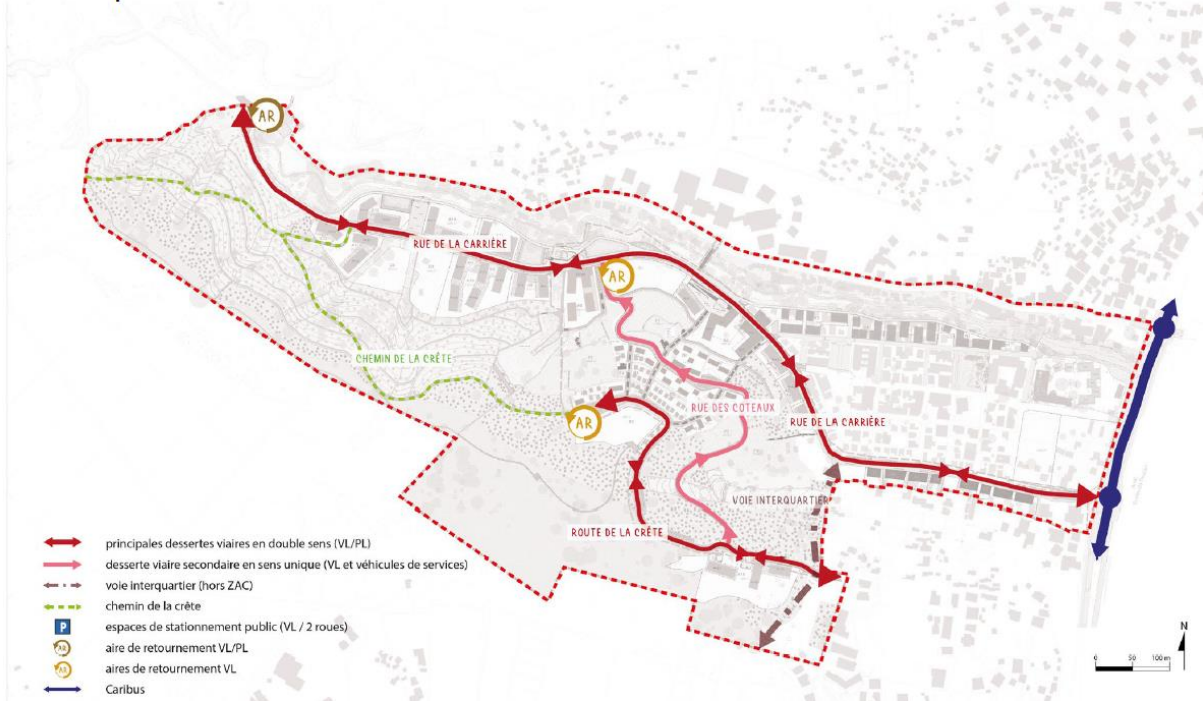 AR
RUE DE LA CARRIÈRE
AR
CHEMIN DE LA CRÊTE
RUE DES COTEAUX
AR
RUE DE LA CARRIÈRE
VOIE INTERQUARTIER
ROUTE DE LA CRÊTE
principales dessertes viaires en double sens (VL/PL)
desserte viaire secondaire en sens unique (VL et véhicules de services)
voie interquartier (hors ZAC)
chemin de la crête
P espaces de stationnement public (VL / 2 roues)
AR aire de retournement VL/PL
AR aires de retournement VL
Caribus
N
0 50 100 m